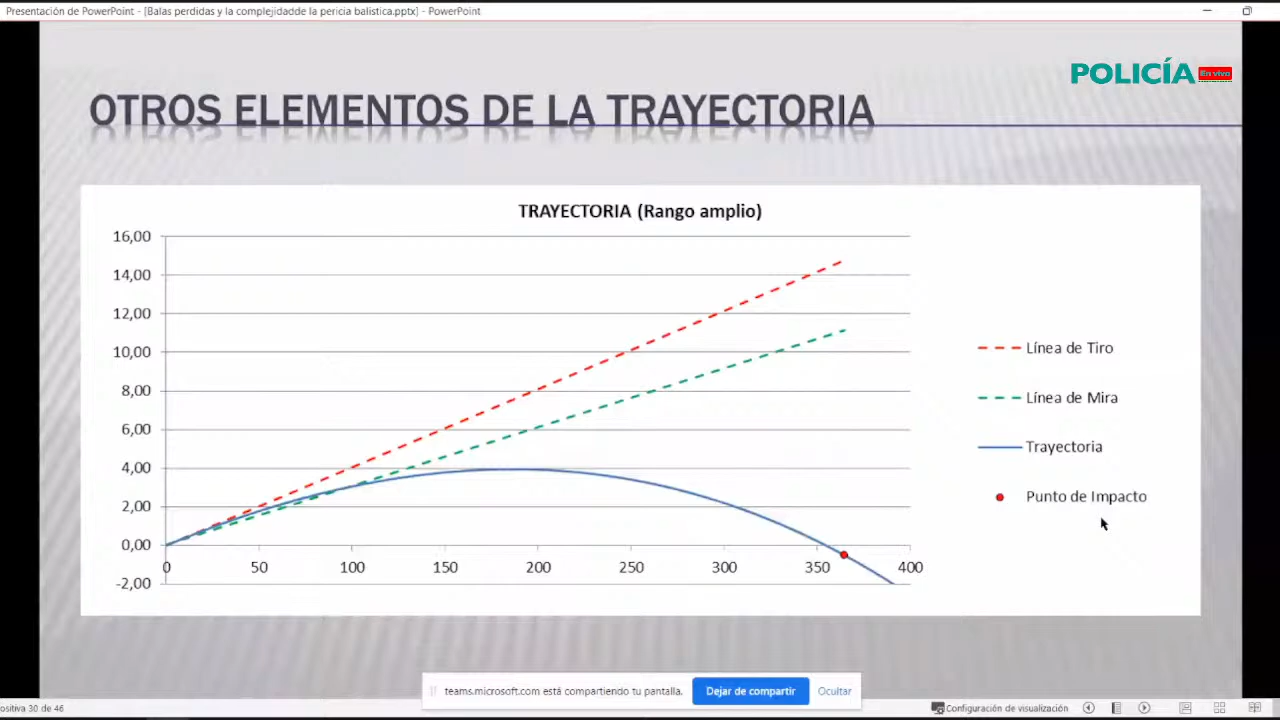 Presentación de PowerPoint - [Balas perdidas y la complejidadde la pericia balistica.pptx] - PowerPoint
POLICÍA En vivo
OTROS ELEMENTOS DE LA TRAYECTORIA
TRAYECTORIA (Rango amplio)
16,00
14,00
12,00
10,00
8,00
6,00
4,00
2,00
0,00
-2,00
0 50 100 150 200 250 300 350 400
Línea de Tiro
Línea de Mira
Trayectoria
Punto de Impacto
teams.microsoft.com está compartiendo tu pantalla. Dejar de compartir Ocultar
ositiva 30 de 46 Configuración de visualización